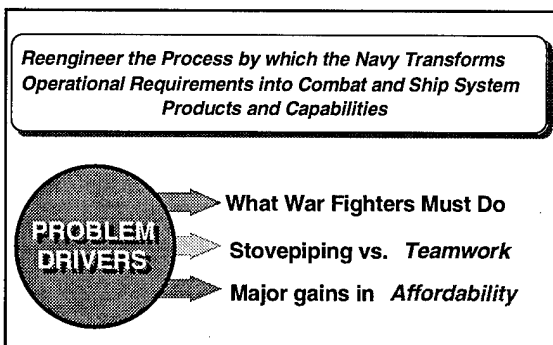 Reengineer the Process by which the Navy Transforms
Operational Requirements into Combat and Ship System
Products and Capabilities
PROBLEM
DRIVERS
What War Fighters Must Do
Stovepiping vs. Teamwork
Major gains in Affordability